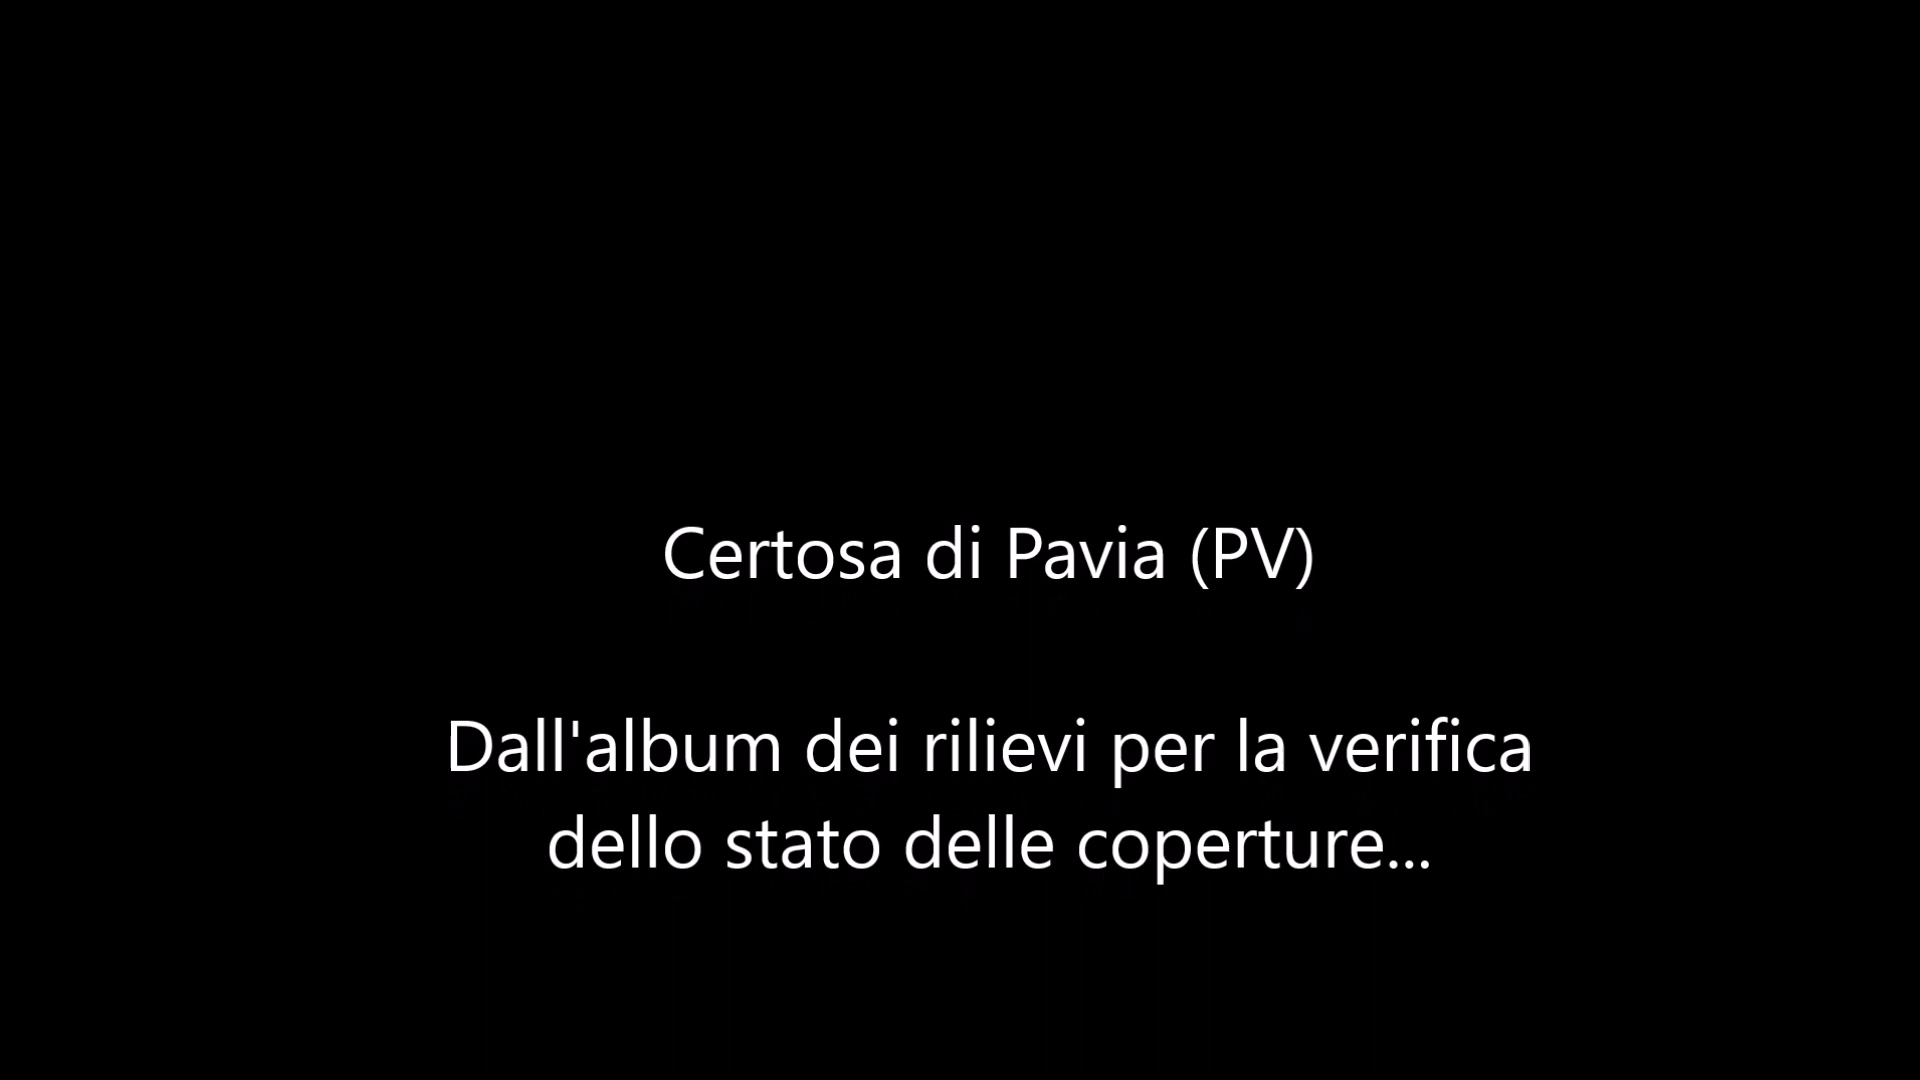 Certosa di Pavia (PV)
Dall'album dei rilievi per la verifica
dello stato delle coperture...